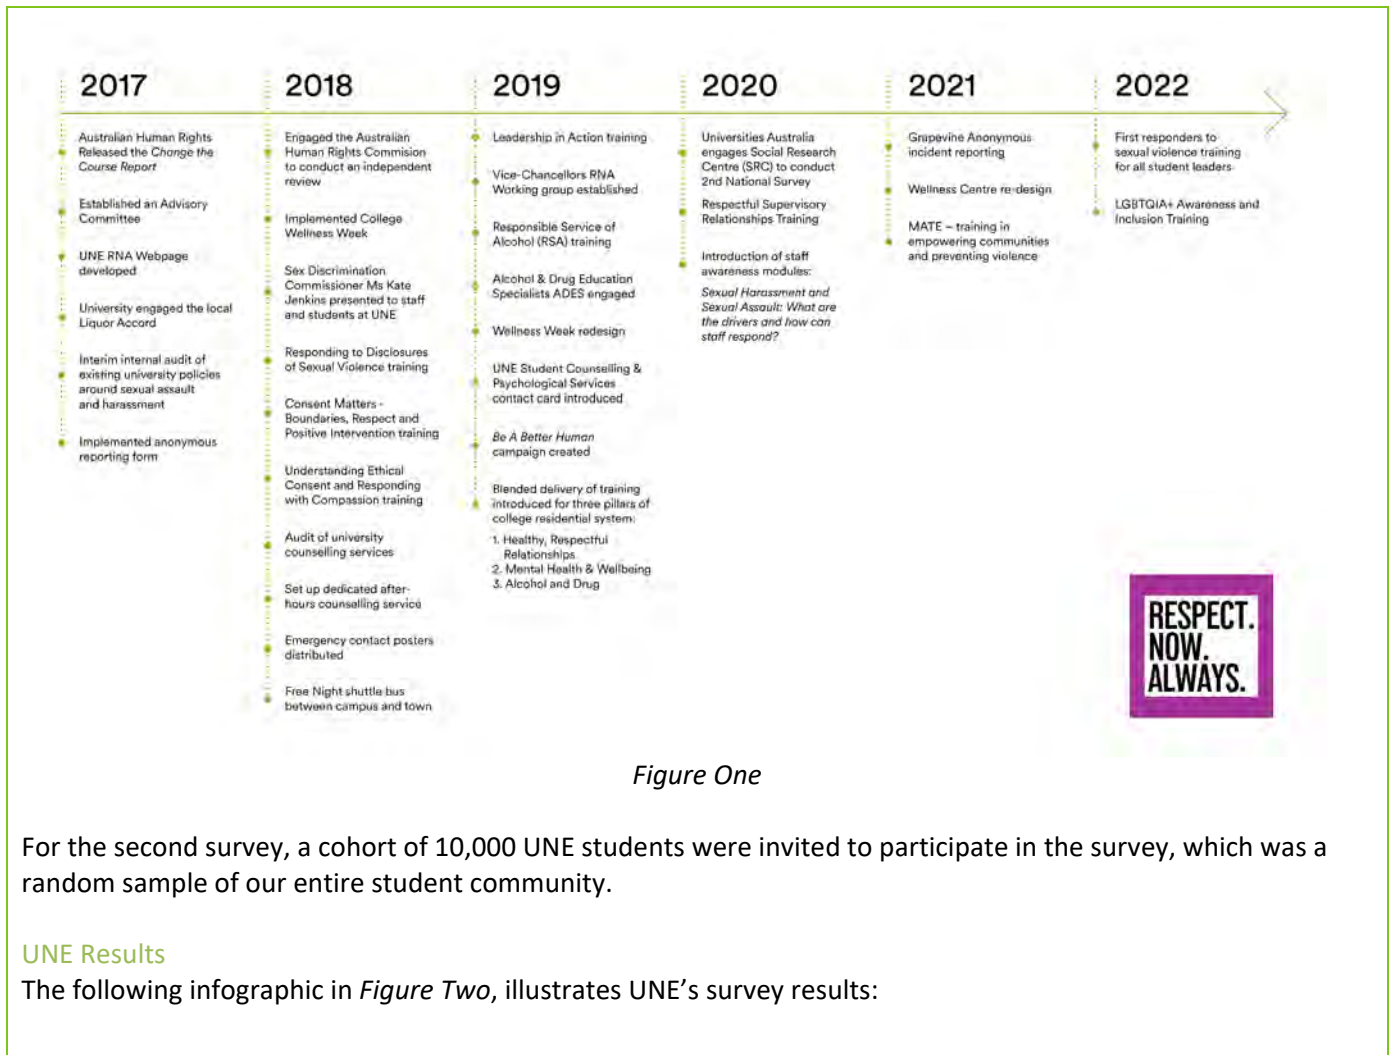 2017
Australian Human Rights
Released the Change the
Course Report
Established an Advisory
Committee
UNE RNA Webpage
developed
University engaged the local
Liquor Accord
Interim internal audit of
existing university policies
around sexual assault
and harassment
Implemented anonymous
reporting form
2018
Engaged the Australian
Human Rights Commision
to conduct an independent
review
Implemented College
Wellness Week
Sex Discrimination
Commissioner Ms Kate
Jenkins presented to staff
and students at UNE
Responding to Disclosures
of Sexual Violence training
Consent Matters -
Boundaries, Respect and
Positive Intervention training
Understanding Ethical
Consent and Responding
with Compassion training
Audit of university
counselling services
Set up dedicated after-
hours counselling service
Emergency contact posters
distributed
Free Night shuttle bus
between campus and town
2019
Leadership in Action training
Vice-Chancellors RNA
Working group established
Responsible Service of
Alcohol (RSA) training
Alcohol & Drug Education
Specialists ADES engaged
Wellness Week redesign
UNE Student Counselling &
Psychological Services
contact card introduced
Be A Better Human
campaign created
Blended delivery of training
introduced for three pillars of
college residential system:
1. Healthy, Respectful
Relationships
2. Mental Health & Wellbeing
3. Alcohol and Drug
2020
Universities Australia
engages Social Research
Centre (SRC) to conduct
2nd National Survey
Respectful Supervisory
Relationships Training
Introduction of staff
awareness modules:
Sexual Harassment and
Sexual Assault: What are
the drivers and how can
staff respond?
2021
Grapevine Anonymous
incident reporting
Wellness Centre re-design
MATE – training in
empowering communities
and preventing violence
2022
First responders to
sexual violence training
for all student leaders
LGBTQIA+ Awareness and
Inclusion Training
RESPECT.
NOW.
ALWAYS.
Figure One
For the second survey, a cohort of 10,000 UNE students were invited to participate in the survey, which was a
random sample of our entire student community.
UNE Results
The following infographic in Figure Two, illustrates UNE’s survey results: